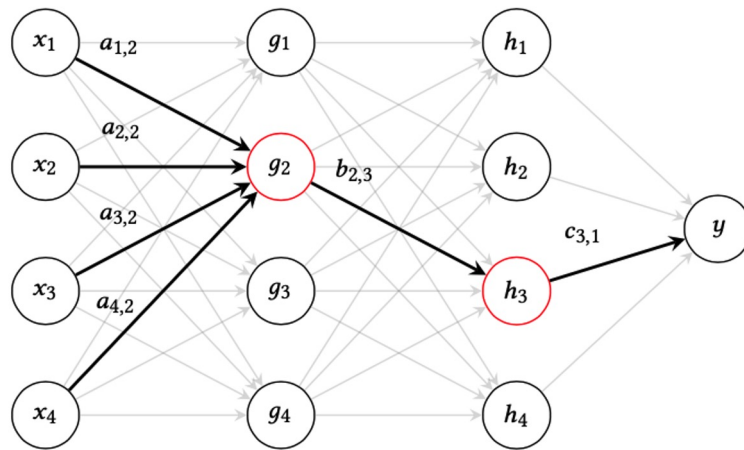 x₁ a₁,₂ g₁ h₁
a₂,₂
x₂ g₂ b₂,₃ h₂
a₃,₂ y
c₃,₁
x₃ a₄,₂ g₃ h₃
x₄ g₄ h₄